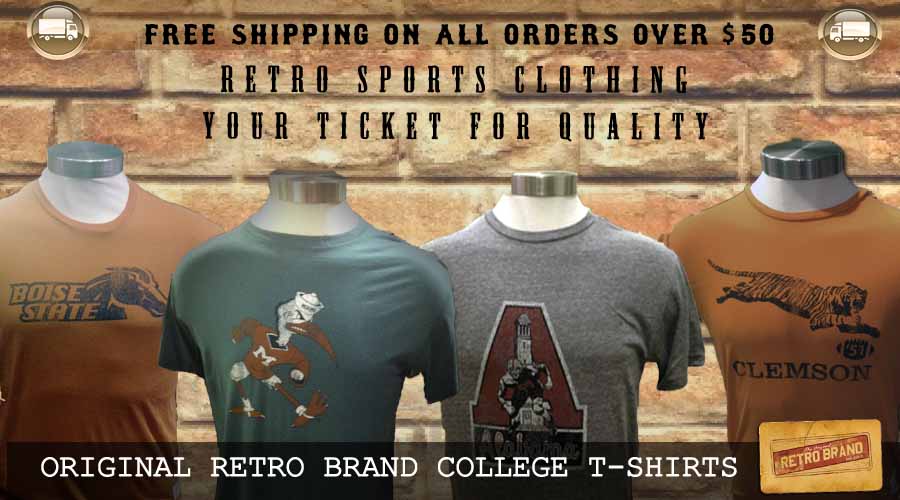 FREE SHIPPING ON ALL ORDERS OVER $50
RETRO SPORTS CLOTHING
YOUR TICKET FOR QUALITY
BOISE
STATE
M
A
51
CLEMSON
ORIGINAL RETRO BRAND COLLEGE T-SHIRTS
RETRO BRAND